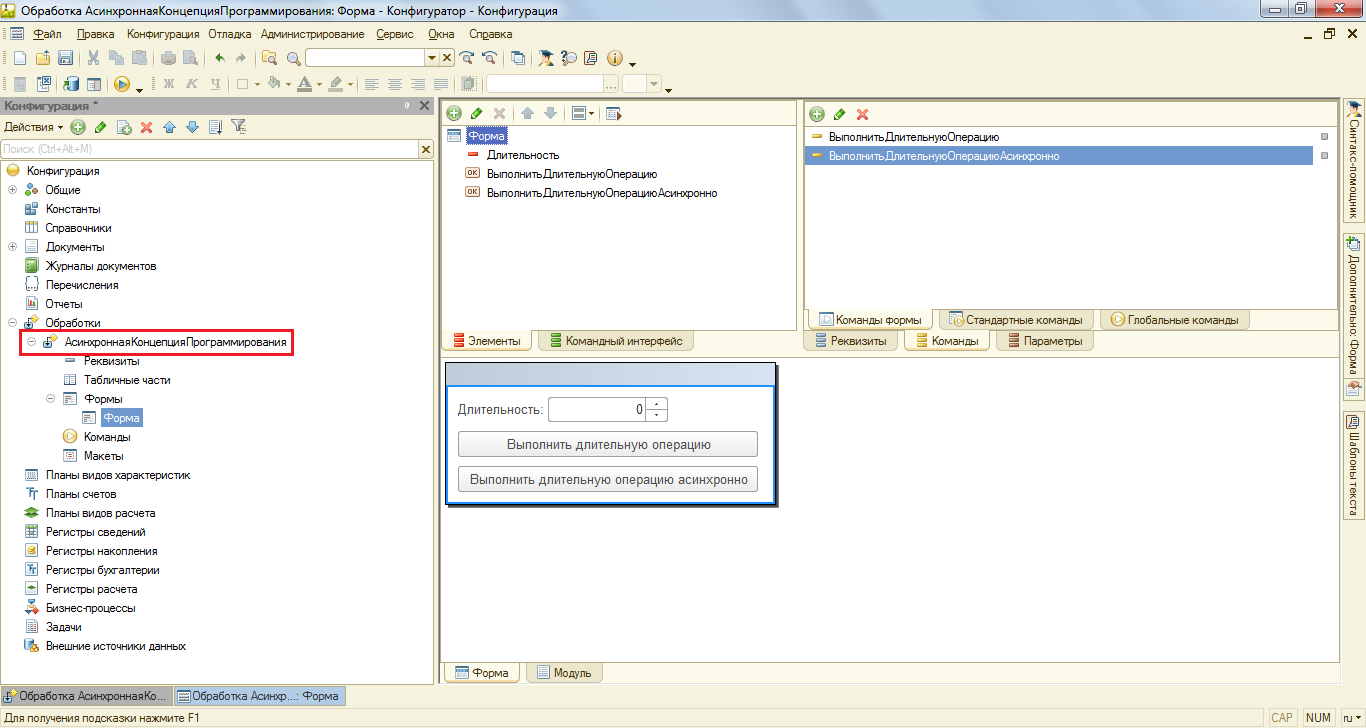 Обработка АсинхроннаяКонцепцияПрограммирования: Форма - Конфигуратор - Конфигурация
Файл Правка Конфигурация Отладка Администрирование Сервис Окна Справка
Ж К Ч
Конфигурация *
Действия
Поиск (Ctrl+Alt+M)
Конфигурация
Общие
Константы
Справочники
Документы
Журналы документов
Перечисления
Отчеты
Обработки
АсинхроннаяКонцепцияПрограммирования
Реквизиты
Табличные части
Формы
Форма
Команды
Макеты
Планы видов характеристик
Планы счетов
Планы видов расчета
Регистры сведений
Регистры накопления
Регистры бухгалтерии
Регистры расчета
Бизнес-процессы
Задачи
Внешние источники данных
Форма
Длительность
OK ВыполнитьДлительнуюОперацию
OK ВыполнитьДлительнуюОперациюАсинхронно
Элементы Командный интерфейс
ВыполнитьДлительнуюОперацию
ВыполнитьДлительнуюОперациюАсинхронно
Команды формы Стандартные команды Глобальные команды
Реквизиты Команды Параметры
Длительность: 0
Выполнить длительную операцию
Выполнить длительную операцию асинхронно
Форма Модуль
Синтакс-помощник
Дополнительно: Форма
Шаблоны текста
Обработка АсинхроннаяКо... Обработка Асинхр...: Форма
Для получения подсказки нажмите F1 CAP NUM ru